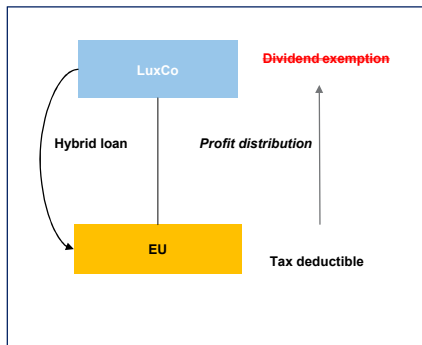 LuxCo
Dividend exemption
Hybrid loan
Profit distribution
EU
Tax deductible